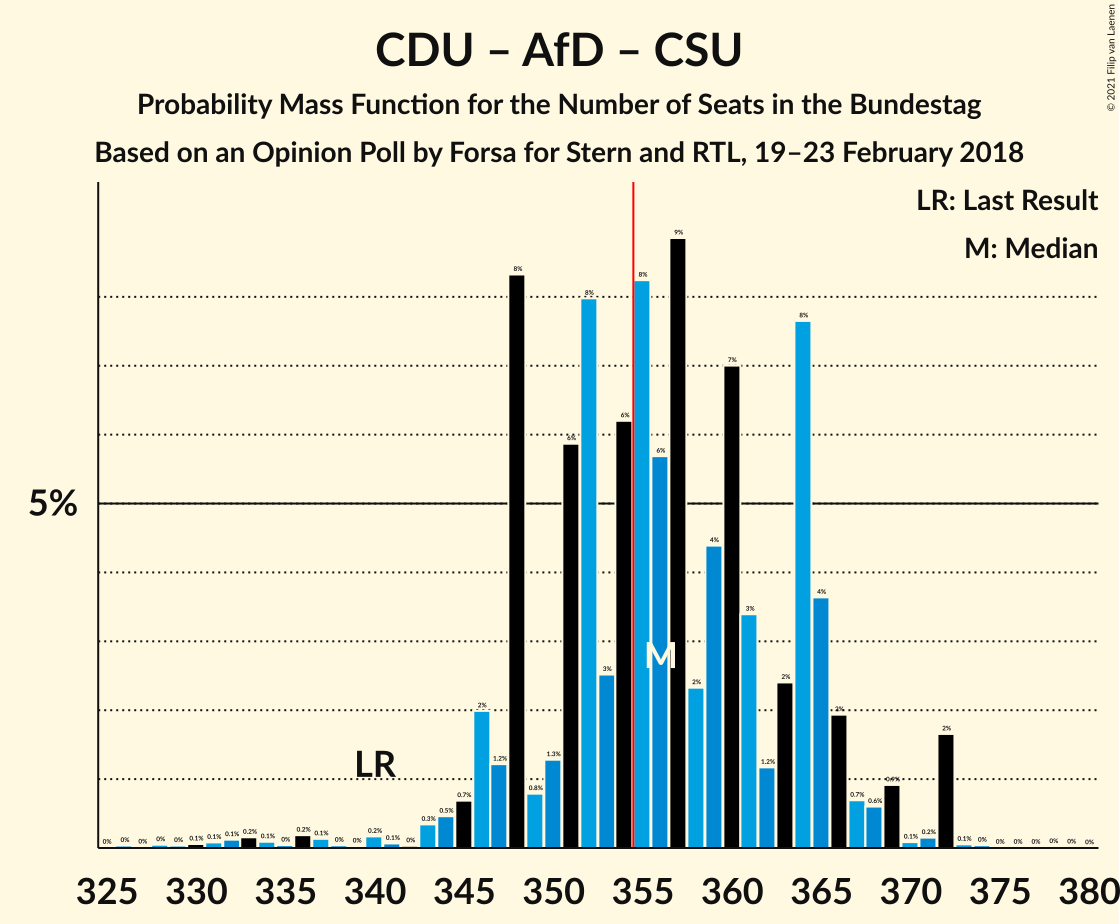 CDU – AfD – CSU
Probability Mass Function for the Number of Seats in the Bundestag
Based on an Opinion Poll by Forsa for Stern and RTL, 19–23 February 2018
© 2021 Filip van Laenen
LR: Last Result
M: Median
5%
LR
M
0% 0% 0% 0% 0% 0.1% 0.1% 0.1% 0.2% 0.1% 0% 0.2% 0.1% 0% 0% 0.2% 0.1% 0% 0.3% 0.5% 0.7% 2% 1.2% 8% 0.8% 1.3% 6% 8% 3% 6% 8% 6% 9% 2% 4% 7% 3% 1.2% 2% 8% 4% 2% 0.7% 0.6% 0.9% 0.1% 0.2% 2% 0.1% 0% 0% 0% 0% 0% 0% 0%
325 330 335 340 345 350 355 360 365 370 375 380